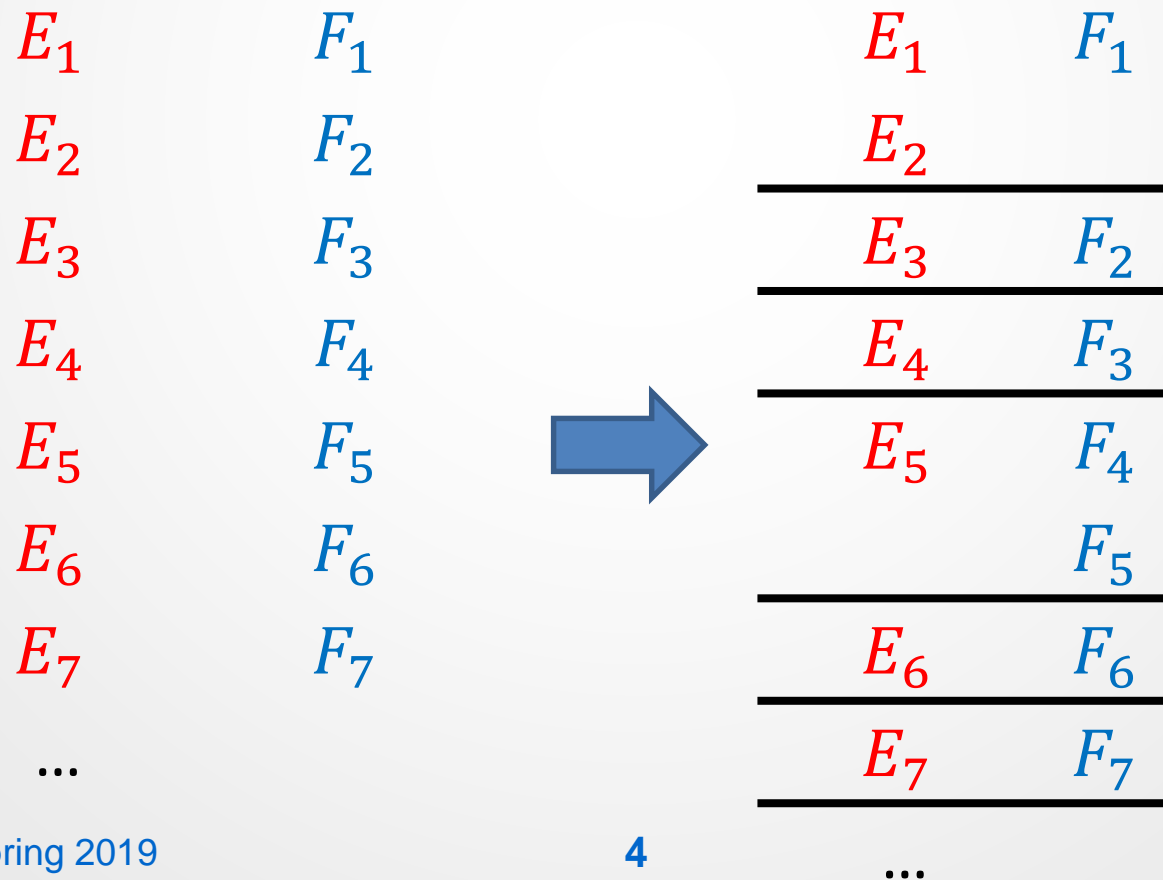 E₁ F₁ E₁ F₁
E₂ F₂ E₂
E₃ F₃ E₃ F₂
E₄ F₄ E₄ F₃
E₅ F₅ E₅ F₄
E₆ F₆ F₅
E₇ F₇ E₆ F₆
... E₇ F₇
2019 4 ...